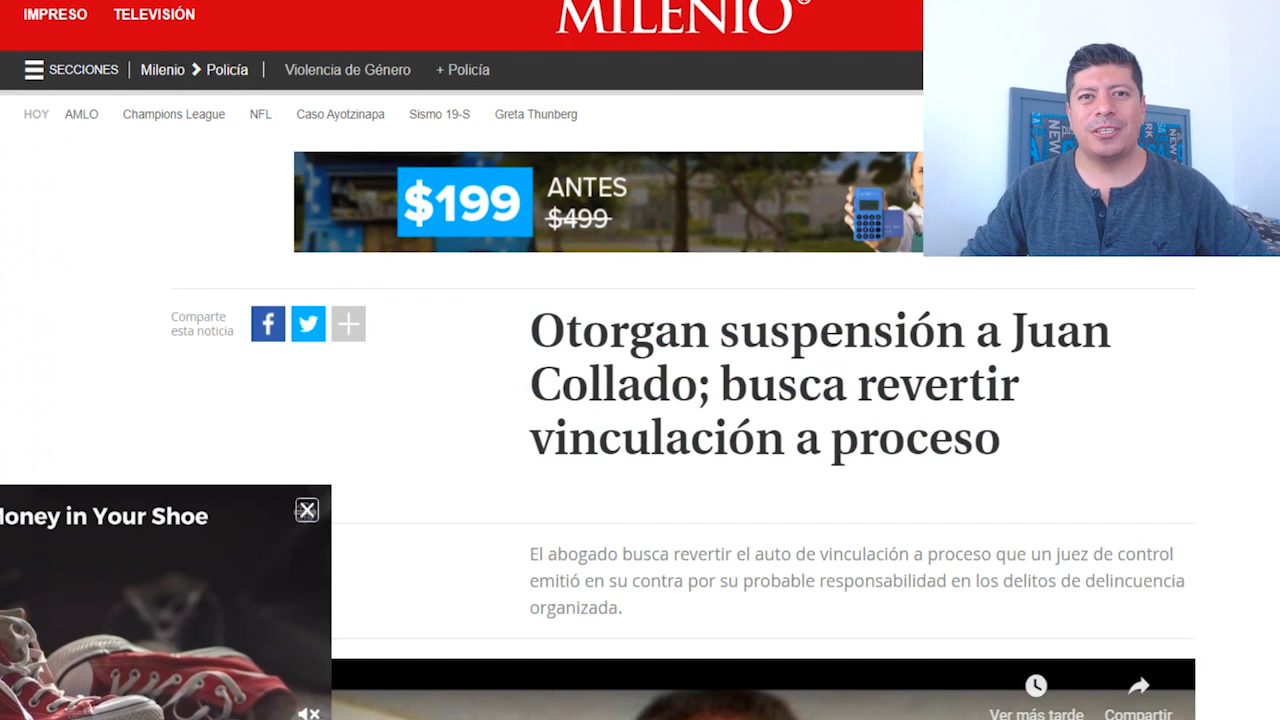 IMPRESO TELEVISIÓN
MILENIO®
SECCIONES | Milenio > Policía | Violencia de Género + Policía
HOY AMLO Champions League NFL Caso Ayotzinapa Sismo 19-S Greta Thunberg
$199 ANTES
$499
Comparte
esta noticia
Otorgan suspensión a Juan
Collado; busca revertir
vinculación a proceso
El abogado busca revertir el auto de vinculación a proceso que un juez de control
emitió en su contra por su probable responsabilidad en los delitos de delincuencia
organizada.
Money in Your Shoe
Ver más tarde Compartir
NEW